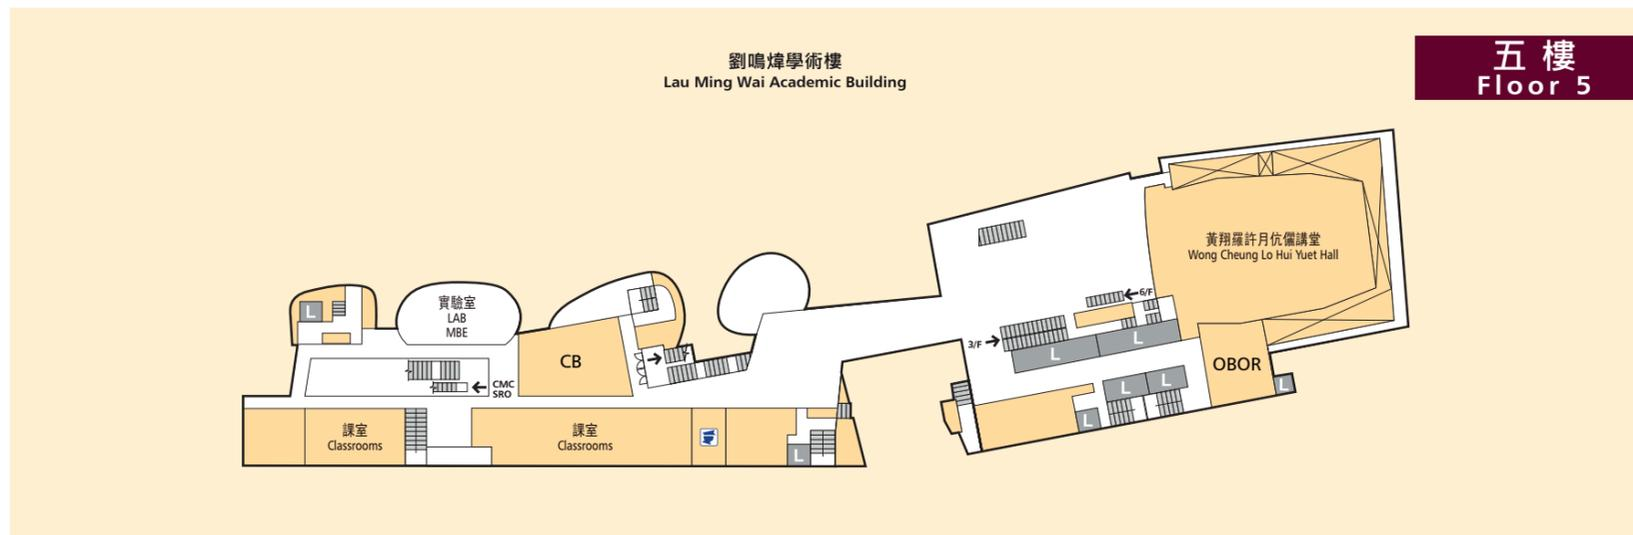 劉鳴煒學術樓
Lau Ming Wai Academic Building
五樓
Floor 5
黃翔羅許月伉儷講堂
Wong Cheung Lo Hui Yuet Hall
6/F
3/F
L
L
OBOR
L
L
L
L
L
實驗室
LAB
MBE
CB
CMC
SRO
課室
Classrooms
課室
Classrooms
L